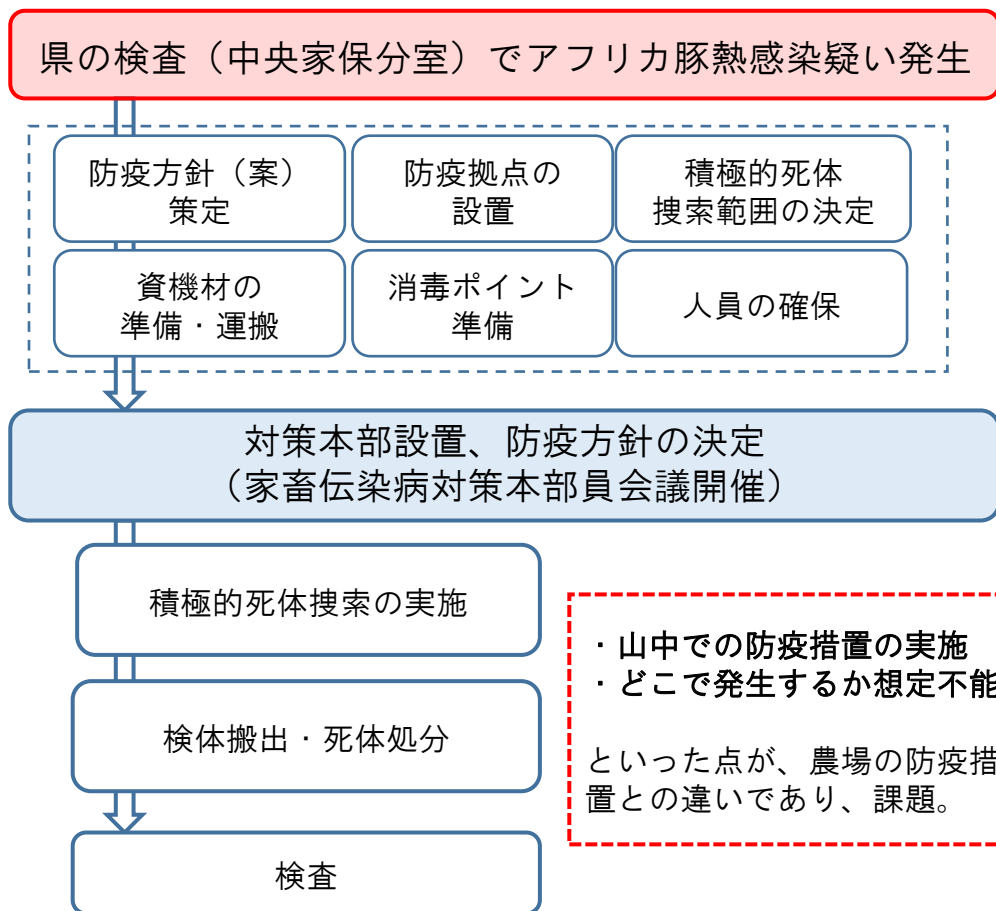 県の検査（中央家保分室）でアフリカ豚熱感染疑い発生
防疫方針（案）
策定
防疫拠点の
設置
積極的死体
捜索範囲の決定
資機材の
準備・運搬
消毒ポイント
準備
人員の確保
対策本部設置、防疫方針の決定
（家畜伝染病対策本部員会議開催）
積極的死体捜索の実施
検体搬出・死体処分
検査
・山中での防疫措置の実施
・どこで発生するか想定不能
といった点が、農場の防疫措
置との違いであり、課題。